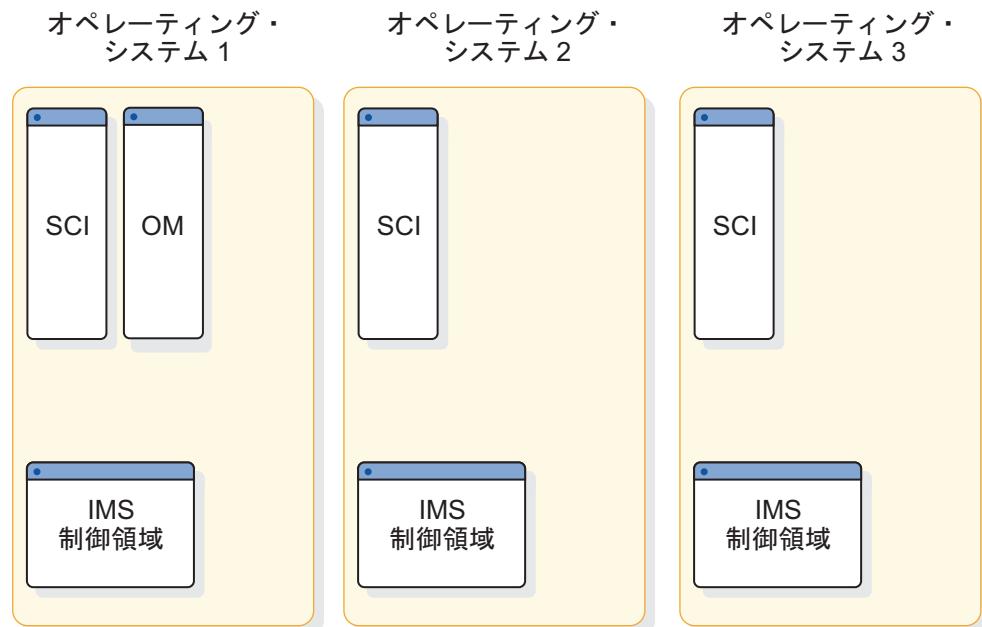 オペレーティング・
システム 1
オペレーティング・
システム 2
オペレーティング・
システム 3
SCI
OM
SCI
SCI
IMS
制御領域
IMS
制御領域
IMS
制御領域